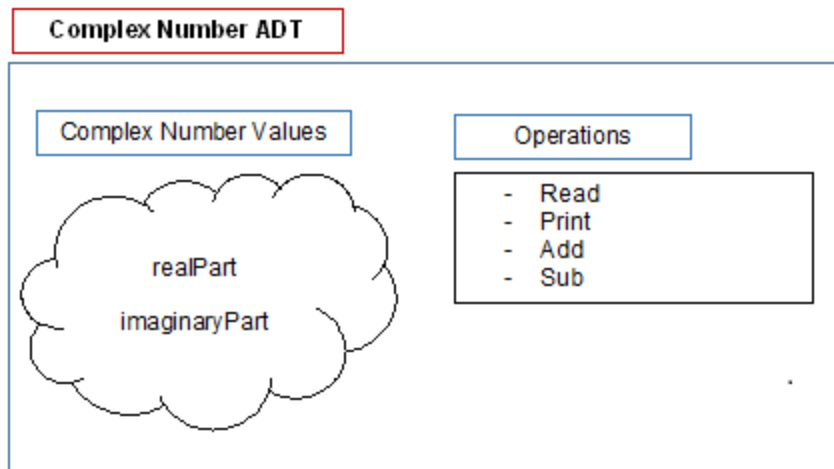 Complex Number ADT
Complex Number Values
Operations
realPart
imaginaryPart
- Read
- Print
- Add
- Sub